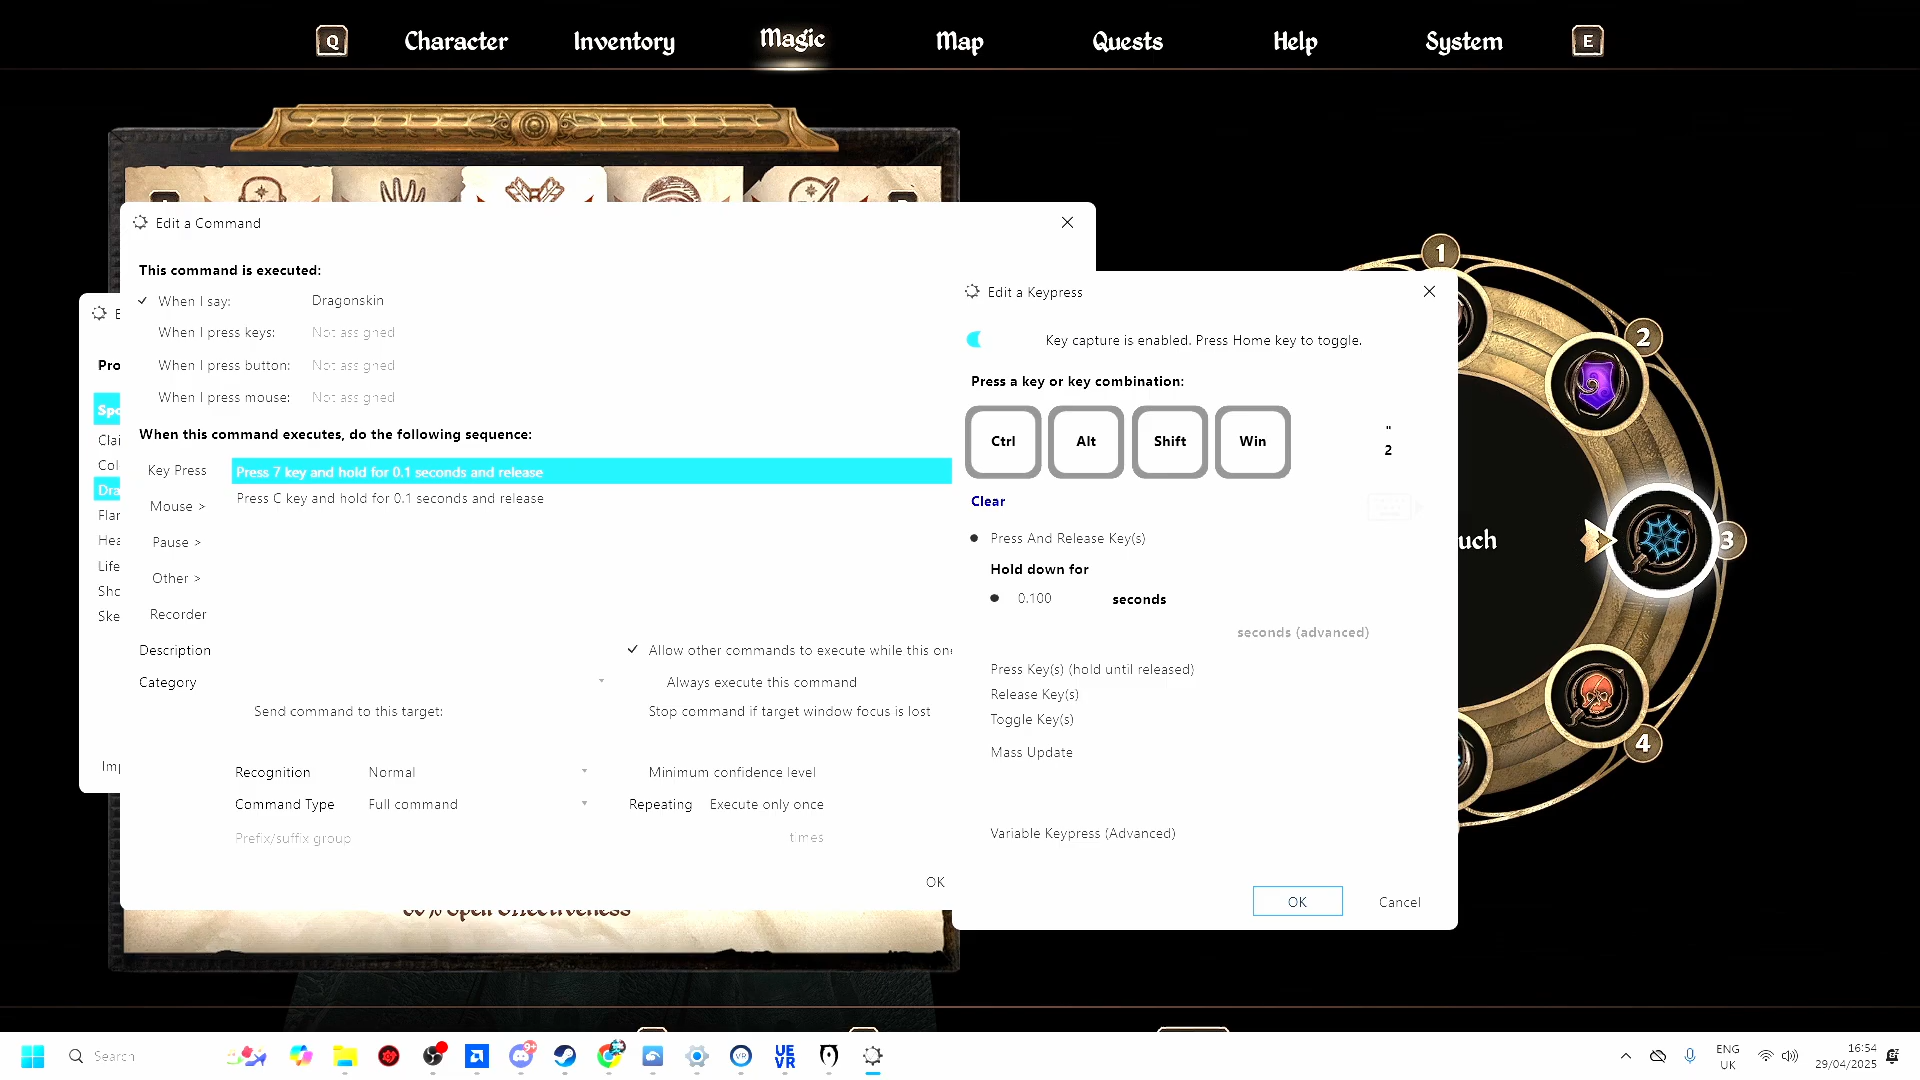 Q
Character
Inventory
Magic
Map
Quests
Help
System
E
1
2
3
4
uch
Edit a Command
This command is executed:
When I say: Dragonskin
When I press keys: Not assigned
When I press button: Not assigned
When I press mouse: Not assigned
When this command executes, do the following sequence:
Key Press
Mouse >
Pause >
Other >
Recorder
Press 7 key and hold for 0.1 seconds and release
Press C key and hold for 0.1 seconds and release
Description
Allow other commands to execute while this one
Category
Always execute this command
Send command to this target:
Stop command if target window focus is lost
Recognition Normal
Minimum confidence level
Command Type Full command
Repeating Execute only once
Prefix/suffix group
times
OK
E
Pro
Spo
Clai
Col
Dra
Flar
Hea
Life
Sho
Ske
Imp
Edit a Keypress
Key capture is enabled. Press Home key to toggle.
Press a key or key combination:
Ctrl
Alt
Shift
Win
"
2
Clear
Press And Release Key(s)
Hold down for
0.100 seconds
seconds (advanced)
Press Key(s) (hold until released)
Release Key(s)
Toggle Key(s)
Mass Update
Variable Keypress (Advanced)
OK
Cancel
Spell Effectiveness
Search
9+
VR
UE
VR
ENG
UK
16:54
29/04/2025